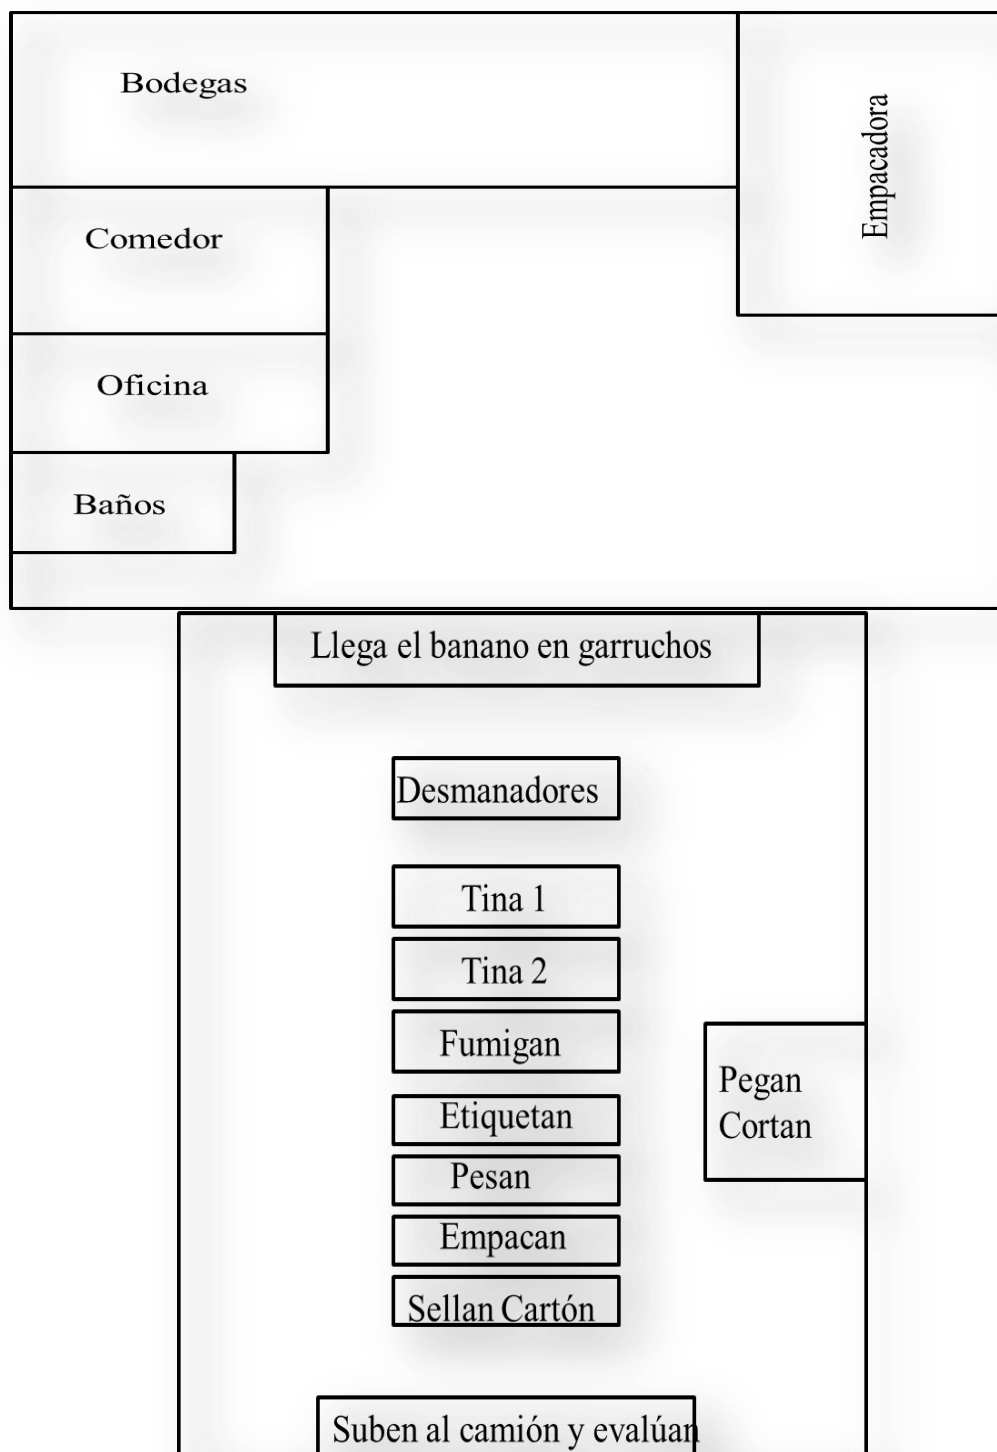 Bodegas
Empacadora
Comedor
Oficina
Baños
Llega el banano en garruchos
Desmanadores
Tina 1
Tina 2
Fumigan
Pegan
Cortan
Etiquetan
Pesan
Empacan
Sellan Cartón
Suben al camión y evalúan